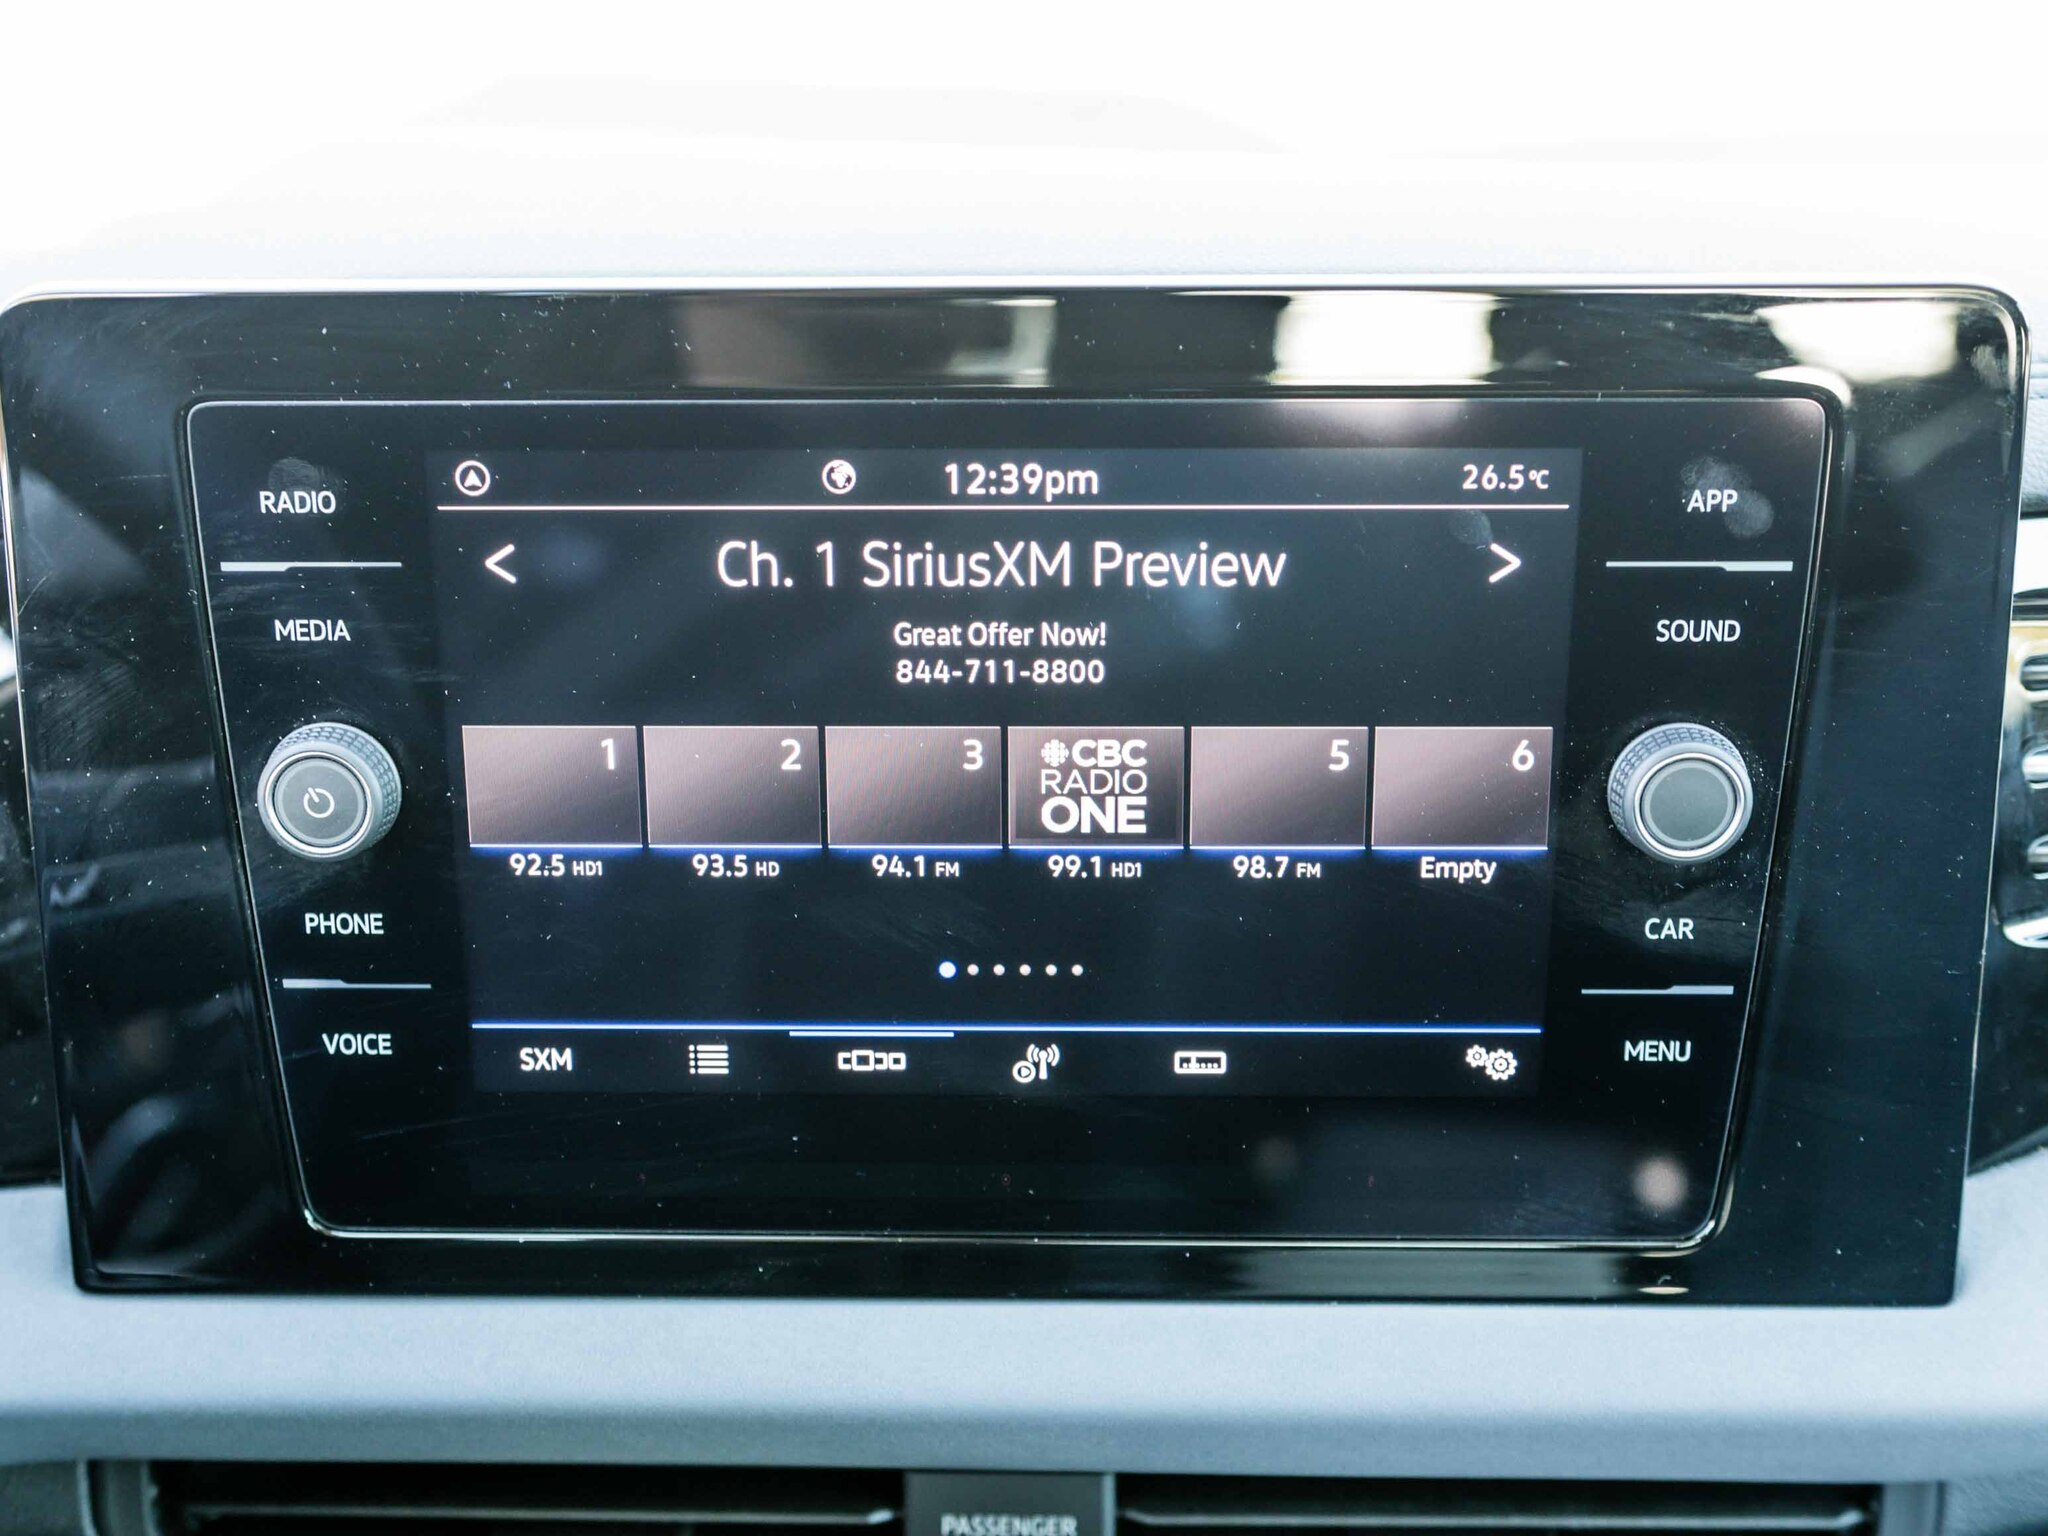 RADIO
MEDIA
PHONE
VOICE
12:39pm
26.5°C
< Ch. 1 SiriusXM Preview >
Great Offer Now!
844-711-8800
1
2
3
CBC
RADIO
ONE
5
6
92.5 HD1
93.5 HD
94.1 FM
99.1 HD1
98.7 FM
Empty
SXM
APP
SOUND
CAR
MENU
PASSENGER